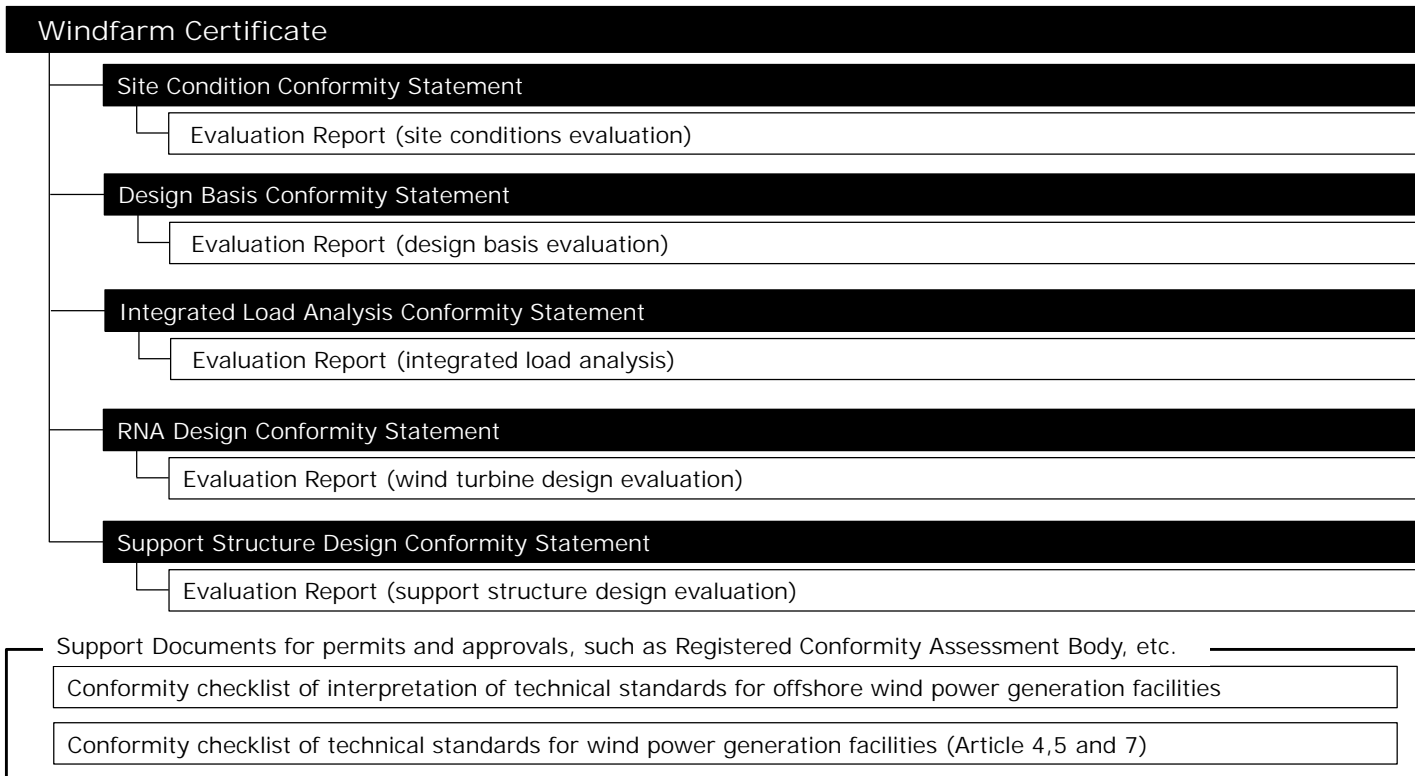 Windfarm Certificate
Site Condition Conformity Statement
Evaluation Report (site conditions evaluation)
Design Basis Conformity Statement
Evaluation Report (design basis evaluation)
Integrated Load Analysis Conformity Statement
Evaluation Report (integrated load analysis)
RNA Design Conformity Statement
Evaluation Report (wind turbine design evaluation)
Support Structure Design Conformity Statement
Evaluation Report (support structure design evaluation)
Support Documents for permits and approvals, such as Registered Conformity Assessment Body, etc.
Conformity checklist of interpretation of technical standards for offshore wind power generation facilities
Conformity checklist of technical standards for wind power generation facilities (Article 4,5 and 7)